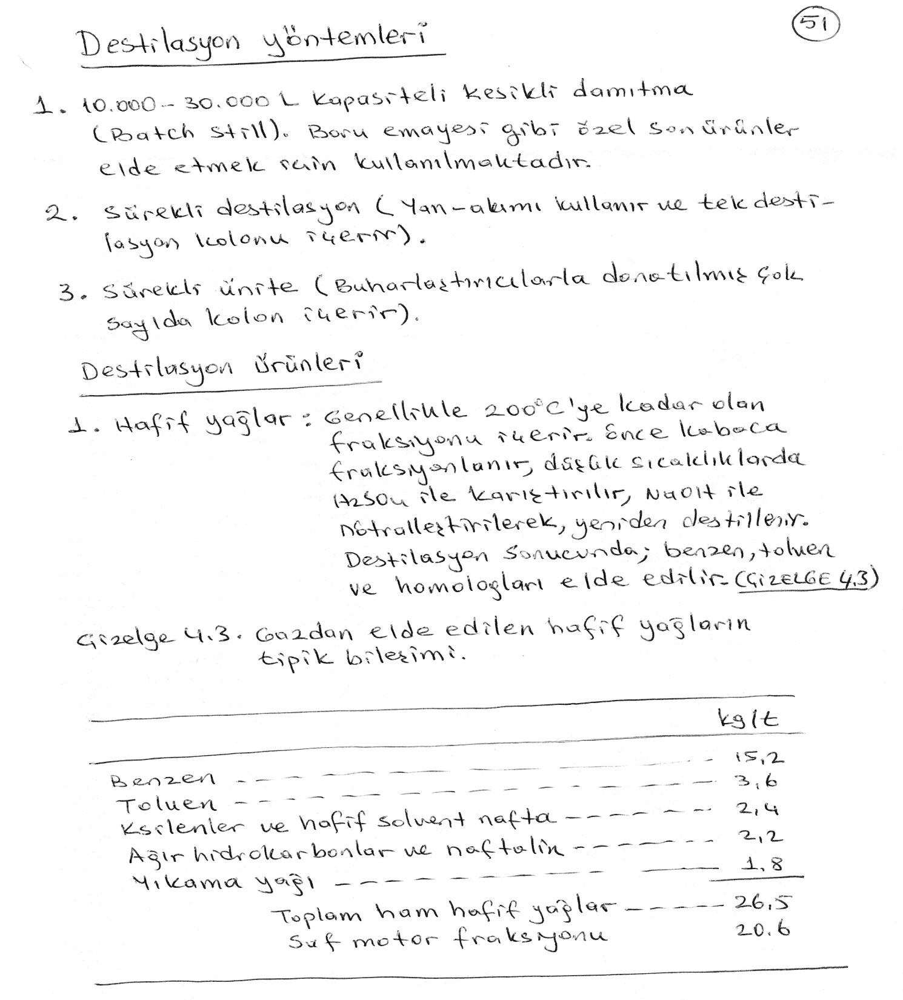 51
Destilasyon yöntemleri
1. 10.000 - 30.000 L kapasiteli kesikli damıtma
(Batch still). Boru emayesi gibi özel son ürünler
elde etmek için kullanılmaktadır.
2. Sürekli destilasyon (Yan-akımı kullanır ve tek desti-
lasyon kolonu içerir).
3. Sürekli ünite (Buharlaştırıcılarla donatılmış çok
sayıda kolon içerir).
Destilasyon ürünleri
1. Hafif yağlar : Genellikle 200°C'ye kadar olan
fraksiyonu içerir. Önce kabaca
fraksiyonlanır, düşük sıcaklıklarda
H2SO4 ile karıştırılır, NaOH ile
nötralleştirilerek, yeniden destillenir.
Destilasyon sonucunda; benzen, toluen
ve homologları elde edilir. (ÇİZELGE 4.3)
Çizelge 4.3. Gazdan elde edilen hafif yağların
tipik bileşimi.
kg/t
Benzen --- 15,2
Toluen --- 3,6
Ksilenler ve hafif solvent nafta --- 2,4
Ağır hidrokarbonlar ve naftalin --- 2,2
Yıkama yağı --- 1,8
Toplam ham hafif yağlar --- 26,5
Saf motor fraksiyonu 20.6